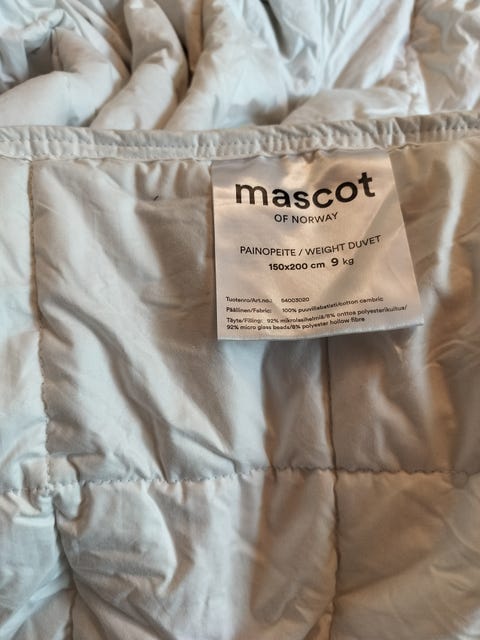 mascot
OF NORWAY
PAINOPEITE / WEIGHT DUVET
150x200 cm 9 kg
Tuotenro/Art.no.: 54003020
Päällinen/Fabric: 100% puuvillabatisti/cotton cambric
Täyte/Filling: 92% mikrolasihelmiä/8% onttoa polyesterikuitua/
92% micro glass beads/8% polyester hollow fibre